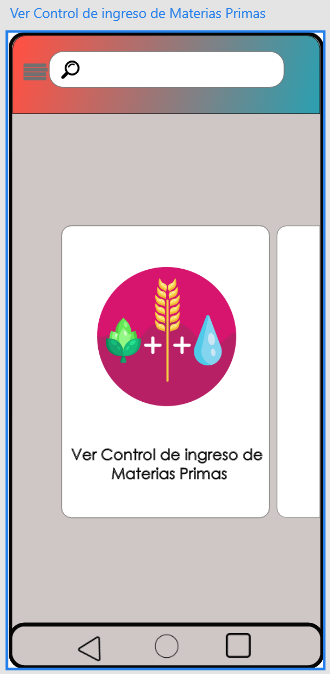 Ver Control de ingreso de Materias Primas
Ver Control de ingreso de
Materias Primas